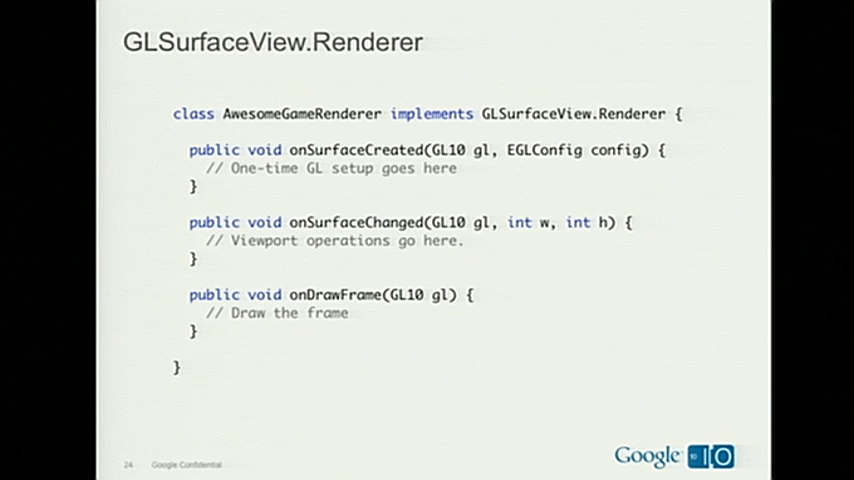 GLSurfaceView.Renderer
class AwesomeGameRenderer implements GLSurfaceView.Renderer {
public void onSurfaceCreated(GL10 gl, EGLConfig config) {
// One-time GL setup goes here
}
public void onSurfaceChanged(GL10 gl, int w, int h) {
// Viewport operations go here.
}
public void onDrawFrame(GL10 gl) {
// Draw the frame
}
}
24 Google Confidential
Google 10 IO